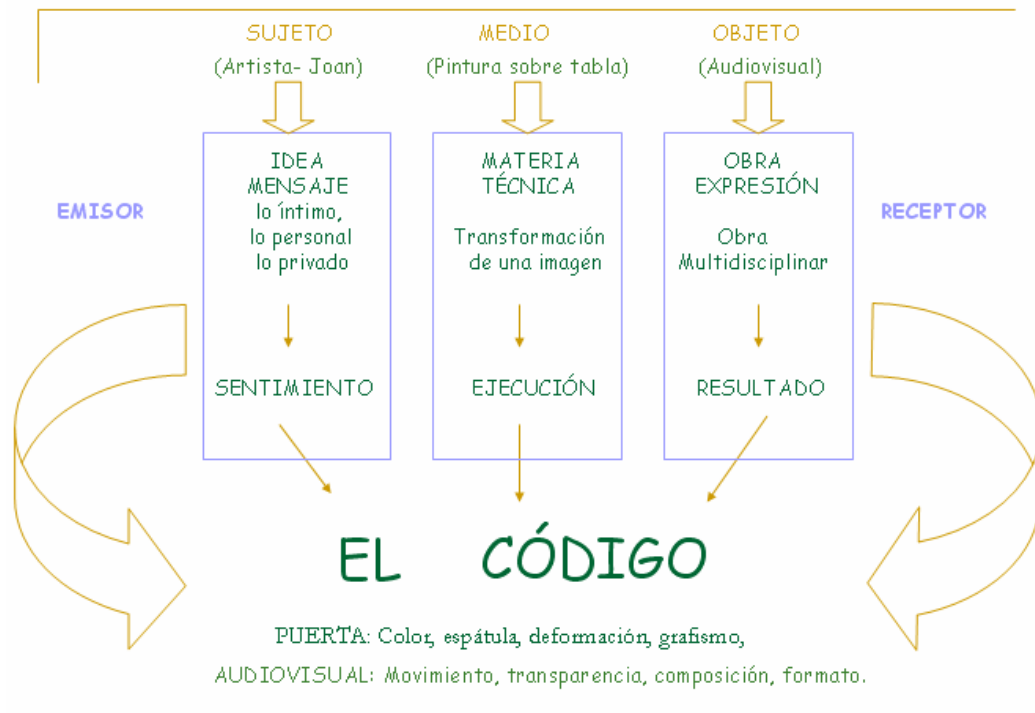 SUJETO
(Artista- Joan)
MEDIO
(Pintura sobre tabla)
OBJETO
(Audiovisual)
EMISOR
IDEA
MENSAJE
lo íntimo,
lo personal
lo privado
SENTIMIENTO
MATERIA
TÉCNICA
Transformación
de una imagen
EJECUCIÓN
OBRA
EXPRESIÓN
Obra
Multidisciplinar
RESULTADO
RECEPTOR
EL CÓDIGO
PUERTA: Color, espátula, deformación, grafismo,
AUDIOVISUAL: Movimiento, transparencia, composición, formato.